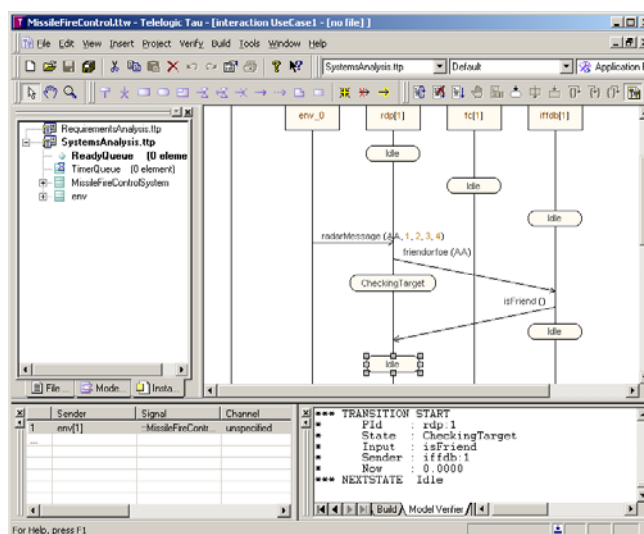 MissileFireControl.ttw - Telelogic Tau - [interaction UseCase1 - [no file] ]
File Edit View Insert Project Verify Build Tools Window Help
SystemsAnalysis.ttp Default Application
RequirementsAnalysis.ttp
SystemsAnalysis.ttp
ReadyQueue (0 eleme
TimerQueue (0 element)
MissileFireControlSystem
env
File ... Mode... Insta...
env_0 rdp[1] fc[1] iffdb[1]
Idle
Idle
Idle
radarMessage (AA, 1, 2, 3, 4)
friendorfoe (AA)
CheckingTarget
isFriend ()
Idle
Idle
Sender Signal Channel
1 env[1] ::MissileFireContr... unspecified
...
*** TRANSITION START
* PId : rdp:1
* State : CheckingTarget
* Input : isFriend
* Sender : iffdb:1
* Now : 0.0000
*** NEXTSTATE Idle
Build Model Verifier
For Help, press F1